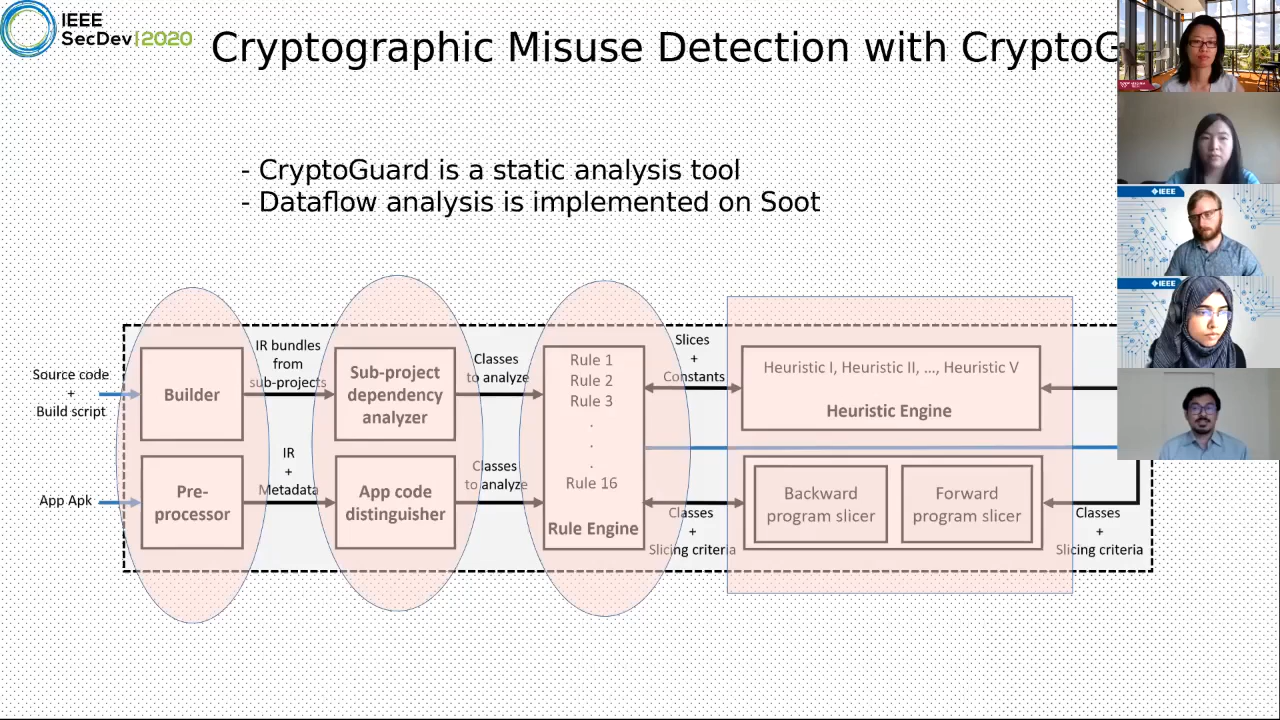 IEEE
SecDev|2020
Cryptographic Misuse Detection with CryptoG
- CryptoGuard is a static analysis tool
- Dataflow analysis is implemented on Soot
Source code
+
Build script
App Apk
Builder
Pre-
processor
IR bundles
from
sub-projects
IR
+
Metadata
Sub-project
dependency
analyzer
App code
distinguisher
Classes
to analyze
Classes
to analyze
Rule 1
Rule 2
Rule 3
.
.
.
Rule 16
Rule Engine
Slices
+
Constants
Classes
+
Slicing criteria
Heuristic I, Heuristic II, ..., Heuristic V
Heuristic Engine
Backward
program slicer
Forward
program slicer
Classes
+
Slicing criteria
IEEE
IEEE